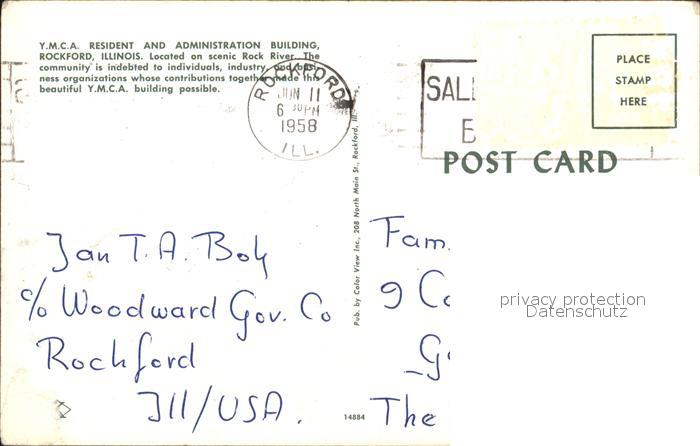 Y.M.C.A. RESIDENT AND ADMINISTRATION BUILDING,
ROCKFORD, ILLINOIS. Located on scenic Rock River. The
community is indebted to individuals, industry, and busi-
ness organizations whose contributions together made this
beautiful Y.M.C.A. building possible.
ROCKFORD
JUN 11
6 30 PM
1958
ILL.
SAL
E
PLACE
STAMP
HERE
POST CARD
Pub. by Color View Inc., 208 North Main St., Rockford, Ill.
Jan T.A. Boly
c/o Woodward Gov. Co
Rockford
Ill/USA.
14884
Fam.
9
The
privacy protection
Datenschutz